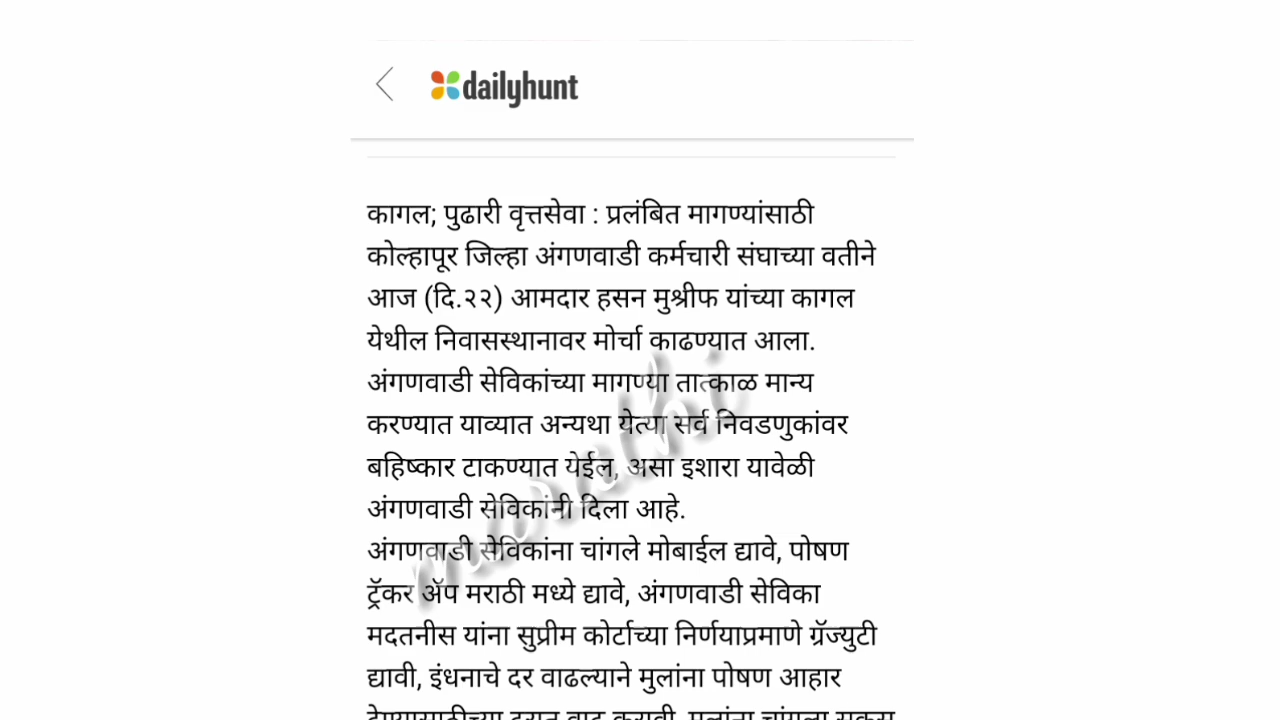 dailyhunt
कागल; पुढारी वृत्तसेवा : प्रलंबित मागण्यांसाठी
कोल्हापूर जिल्हा अंगणवाडी कर्मचारी संघाच्या वतीने
आज (दि.२२) आमदार हसन मुश्रीफ यांच्या कागल
येथील निवासस्थानावर मोर्चा काढण्यात आला.
अंगणवाडी सेविकांच्या मागण्या तात्काळ मान्य
करण्यात याव्यात अन्यथा येत्या सर्व निवडणुकांवर
बहिष्कार टाकण्यात येईल, असा इशारा यावेळी
अंगणवाडी सेविकांनी दिला आहे.
अंगणवाडी सेविकांना चांगले मोबाईल द्यावे, पोषण
ट्रॅकर ॲप मराठी मध्ये द्यावे, अंगणवाडी सेविका
मदतनीस यांना सुप्रीम कोर्टाच्या निर्णयाप्रमाणे ग्रॅज्युटी
द्यावी, इंधनाचे दर वाढल्याने मुलांना पोषण आहार
marathi